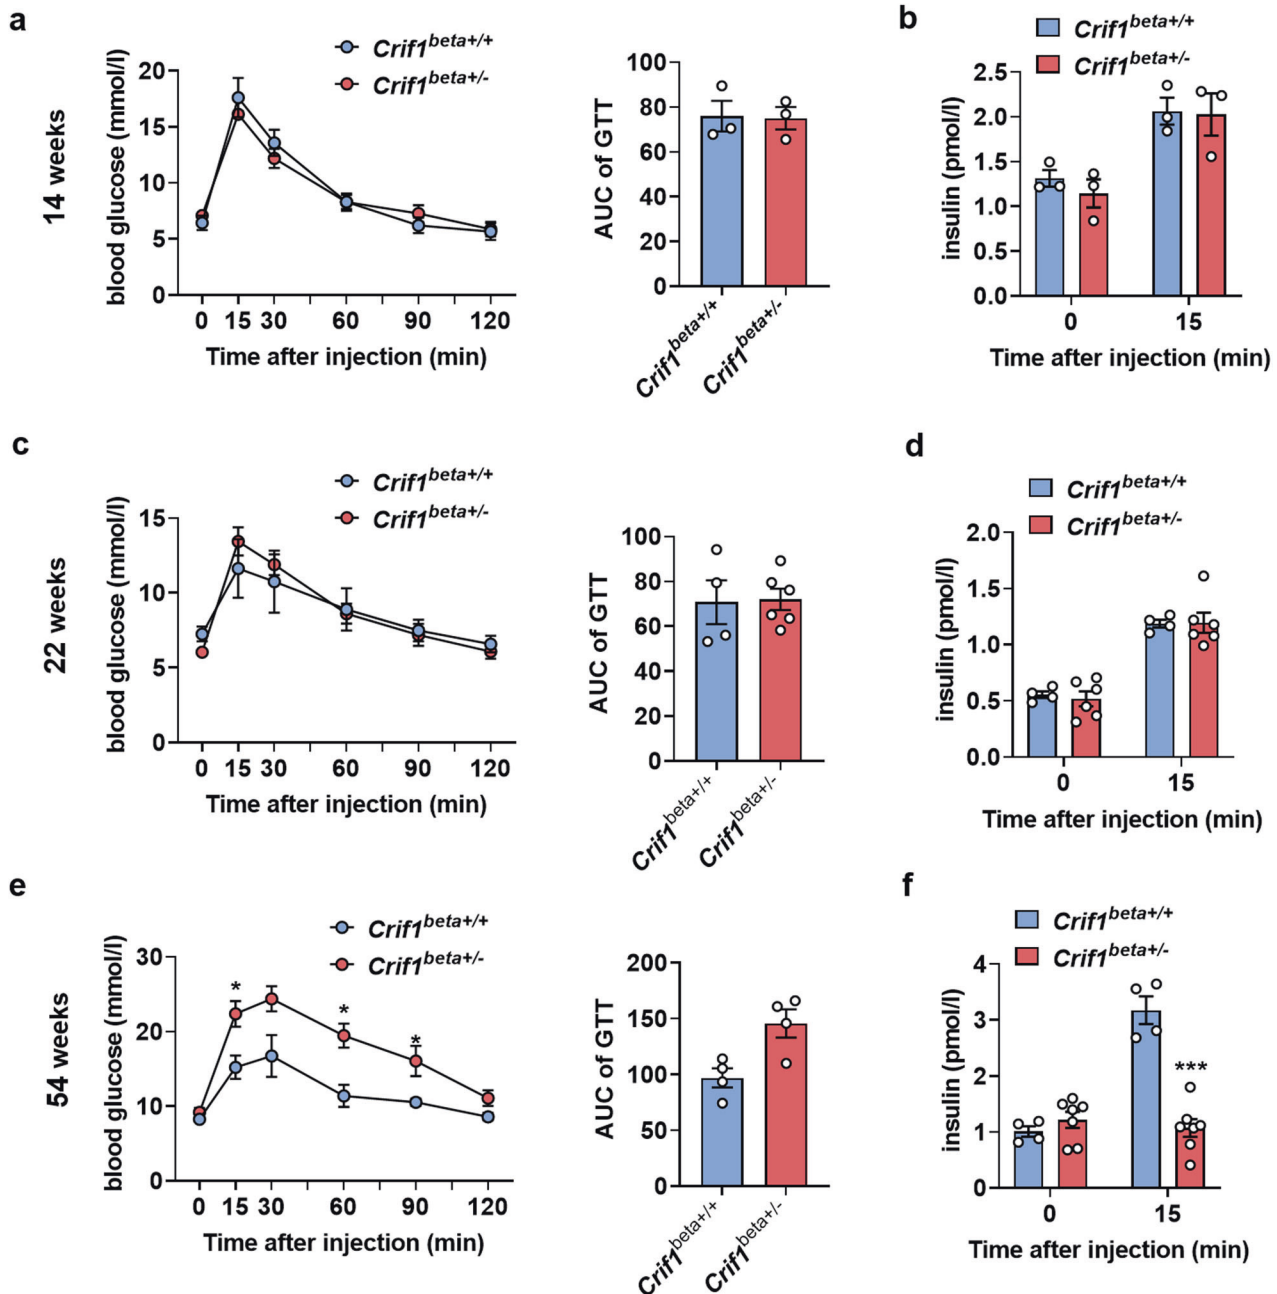 a
14 weeks
blood glucose (mmol/l)
20
15
10
5
0
0 15 30 60 90 120
Time after injection (min)
Crif1beta+/+
Crif1beta+/-
AUC of GTT
100
80
60
40
20
0
Crif1beta+/+
Crif1beta+/-
b
Crif1beta+/+
Crif1beta+/-
insulin (pmol/l)
2.5
2.0
1.5
1.0
0.5
0.0
0 15
Time after injection (min)
c
22 weeks
blood glucose (mmol/l)
15
10
5
0
0 15 30 60 90 120
Time after injection (min)
Crif1beta+/+
Crif1beta+/-
AUC of GTT
100
80
60
40
20
0
Crif1beta+/+
Crif1beta+/-
d
Crif1beta+/+
Crif1beta+/-
insulin (pmol/l)
2.0
1.5
1.0
0.5
0.0
0 15
Time after injection (min)
e
54 weeks
blood glucose (mmol/l)
30
20
10
0
* * *
0 15 30 60 90 120
Time after injection (min)
Crif1beta+/+
Crif1beta+/-
AUC of GTT
200
150
100
50
0
Crif1beta+/+
Crif1beta+/-
f
Crif1beta+/+
Crif1beta+/-
insulin (pmol/l)
4
3
2
1
0
***
0 15
Time after injection (min)